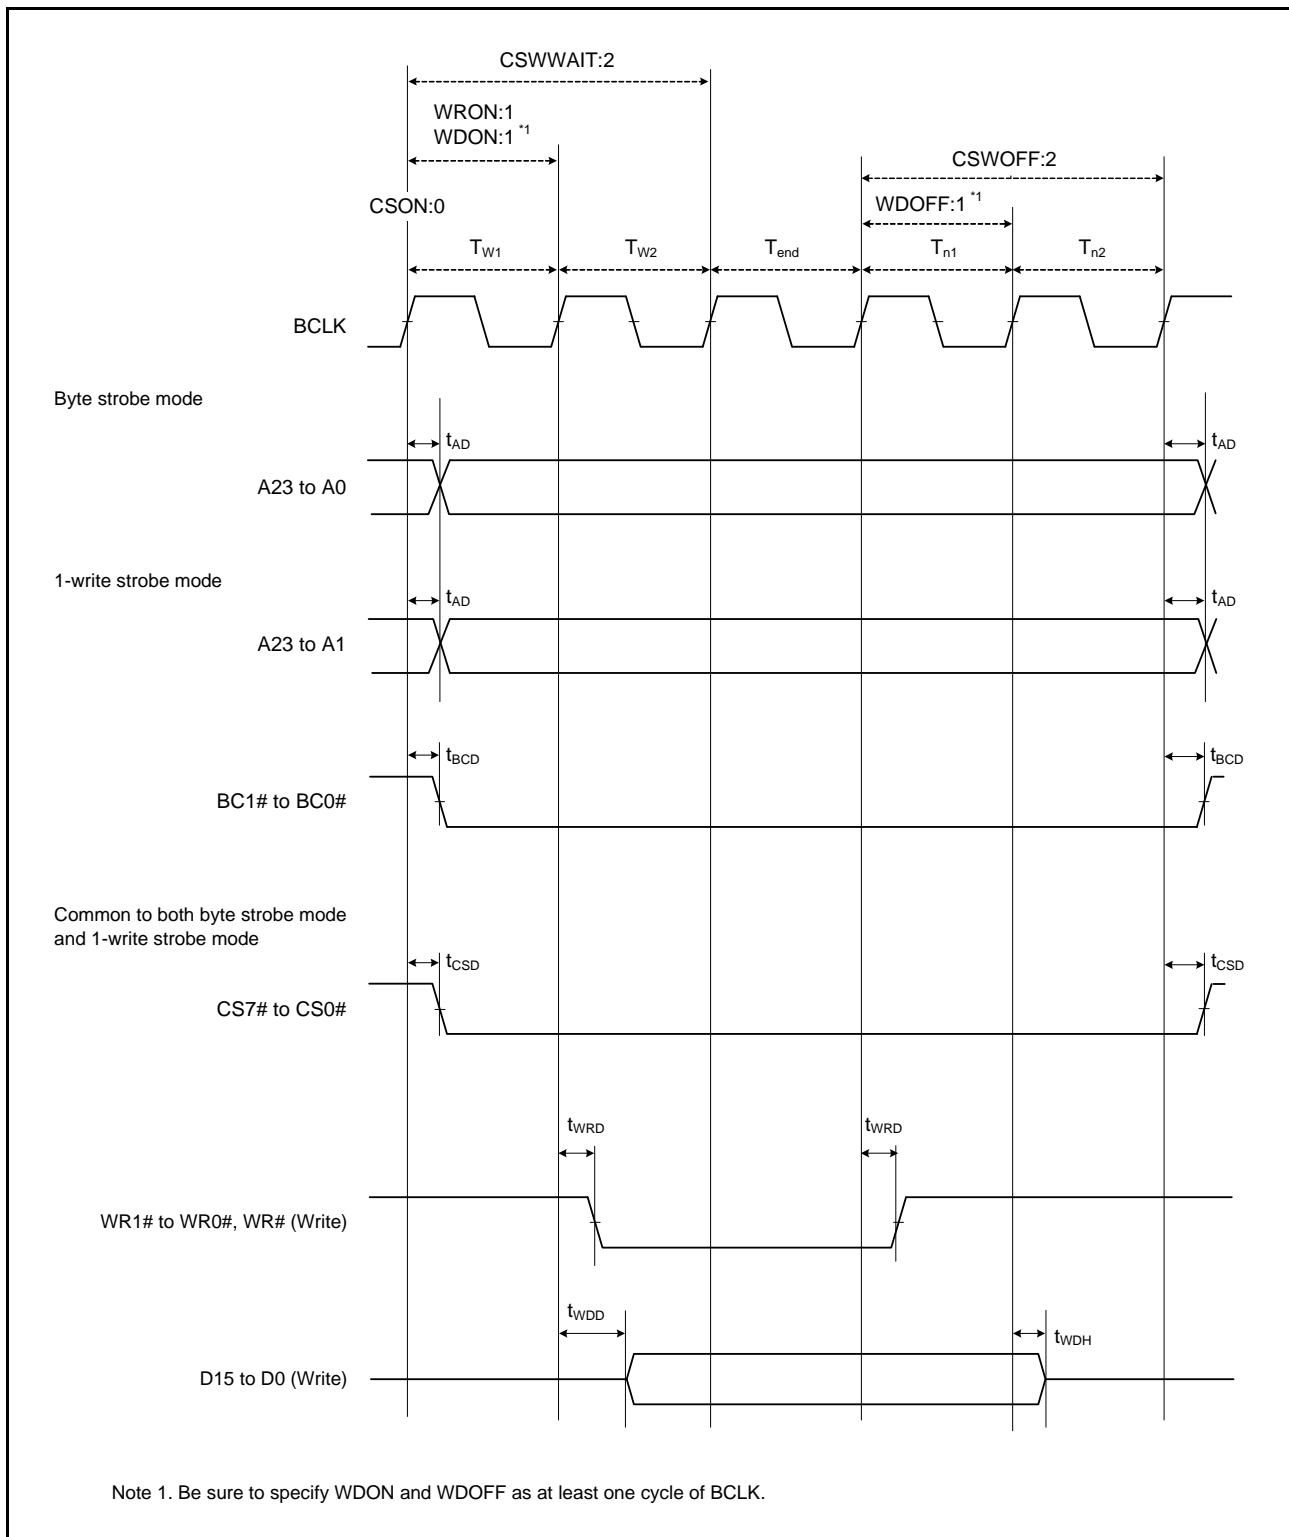 CSWWAIT:2
WRON:1
WDON:1 *1
CSWOFF:2
CSON:0
WDOFF:1 *1
TW1 TW2 Tend Tn1 Tn2
BCLK
Byte strobe mode
tAD tAD
A23 to A0
1-write strobe mode
tAD tAD
A23 to A1
tBCD tBCD
BC1# to BC0#
Common to both byte strobe mode
and 1-write strobe mode
tCSD tCSD
CS7# to CS0#
tWRD tWRD
WR1# to WR0#, WR# (Write)
tWDD tWDH
D15 to D0 (Write)
Note 1. Be sure to specify WDON and WDOFF as at least one cycle of BCLK.